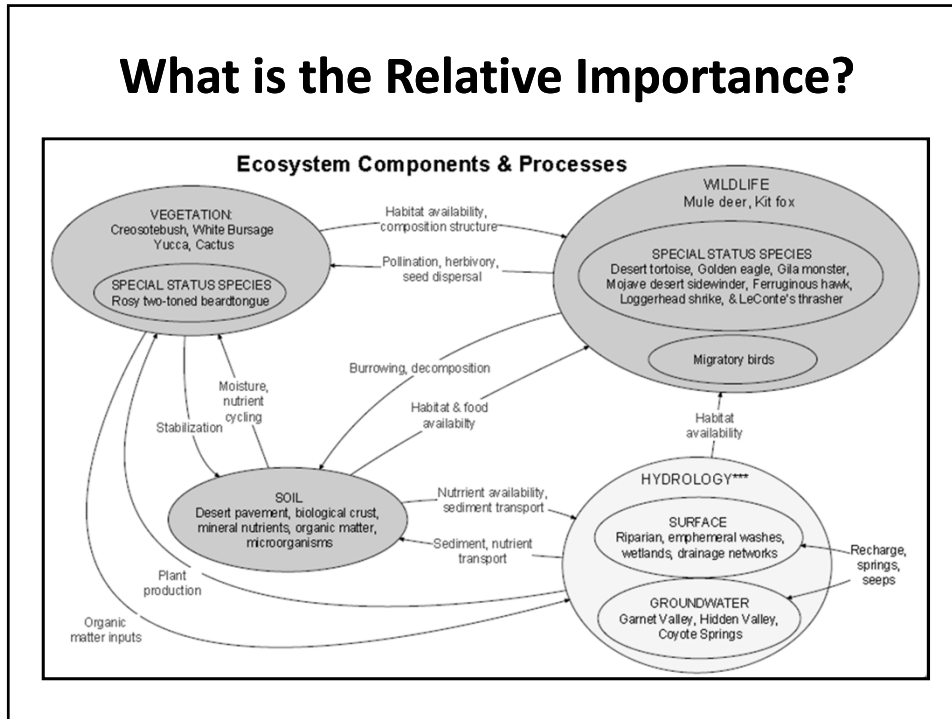 What is the Relative Importance?
Ecosystem Components & Processes
VEGETATION:
Creosotebush, White Bursage
Yucca, Cactus
SPECIAL STATUS SPECIES
Rosy two-toned beardtongue
Habitat availability,
composition structure
Pollination, herbivory,
seed dispersal
WILDLIFE
Mule deer, Kit fox
SPECIAL STATUS SPECIES
Desert tortoise, Golden eagle, Gila monster,
Mojave desert sidewinder, Ferruginous hawk,
Loggerhead shrike, & LeConte's thrasher
Migratory birds
Burrowing, decomposition
Moisture,
nutrient
cycling
Stabilization
Habitat & food
availabilty
Habitat
availability
SOIL
Desert pavement, biological crust,
mineral nutrients, organic matter,
microorganisms
Nutrient availability,
sediment transport
Sediment, nutrient
transport
HYDROLOGY***
SURFACE
Riparian, emphemeral washes,
wetlands, drainage networks
Recharge,
springs,
seeps
GROUNDWATER
Garnet Valley, Hidden Valley,
Coyote Springs
Plant
production
Organic
matter inputs